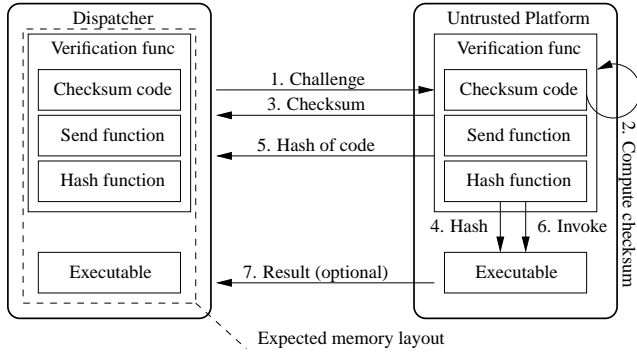 Dispatcher
Untrusted Platform
Verification func
Verification func
Checksum code
1. Challenge
Checksum code
3. Checksum
Send function
Send function
5. Hash of code
Hash function
Hash function
2. Compute checksum
4. Hash
6. Invoke
Executable
7. Result (optional)
Executable
Expected memory layout